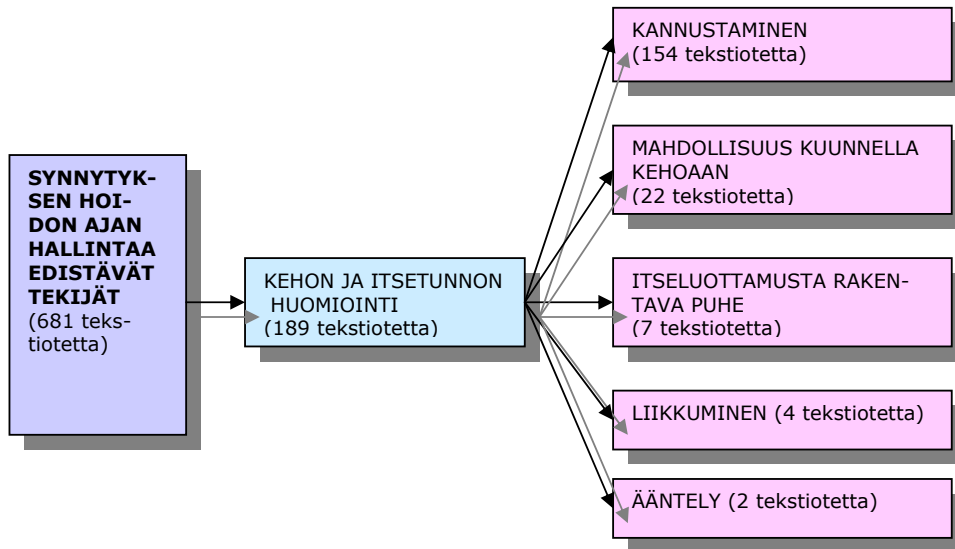 SYNNYTYK-
SEN HOI-
DON AJAN
HALLINTAA
EDISTÄVÄT
TEKIJÄT
(681 teks-
tiotetta)
KEHON JA ITSETUNNON
HUOMIOINTI
(189 tekstiotetta)
KANNUSTAMINEN
(154 tekstiotetta)
MAHDOLLISUUS KUUNNELLA
KEHOAAN
(22 tekstiotetta)
ITSELUOTTAMUSTA RAKEN-
TAVA PUHE
(7 tekstiotetta)
LIIKKUMINEN (4 tekstiotetta)
ÄÄNTELY (2 tekstiotetta)